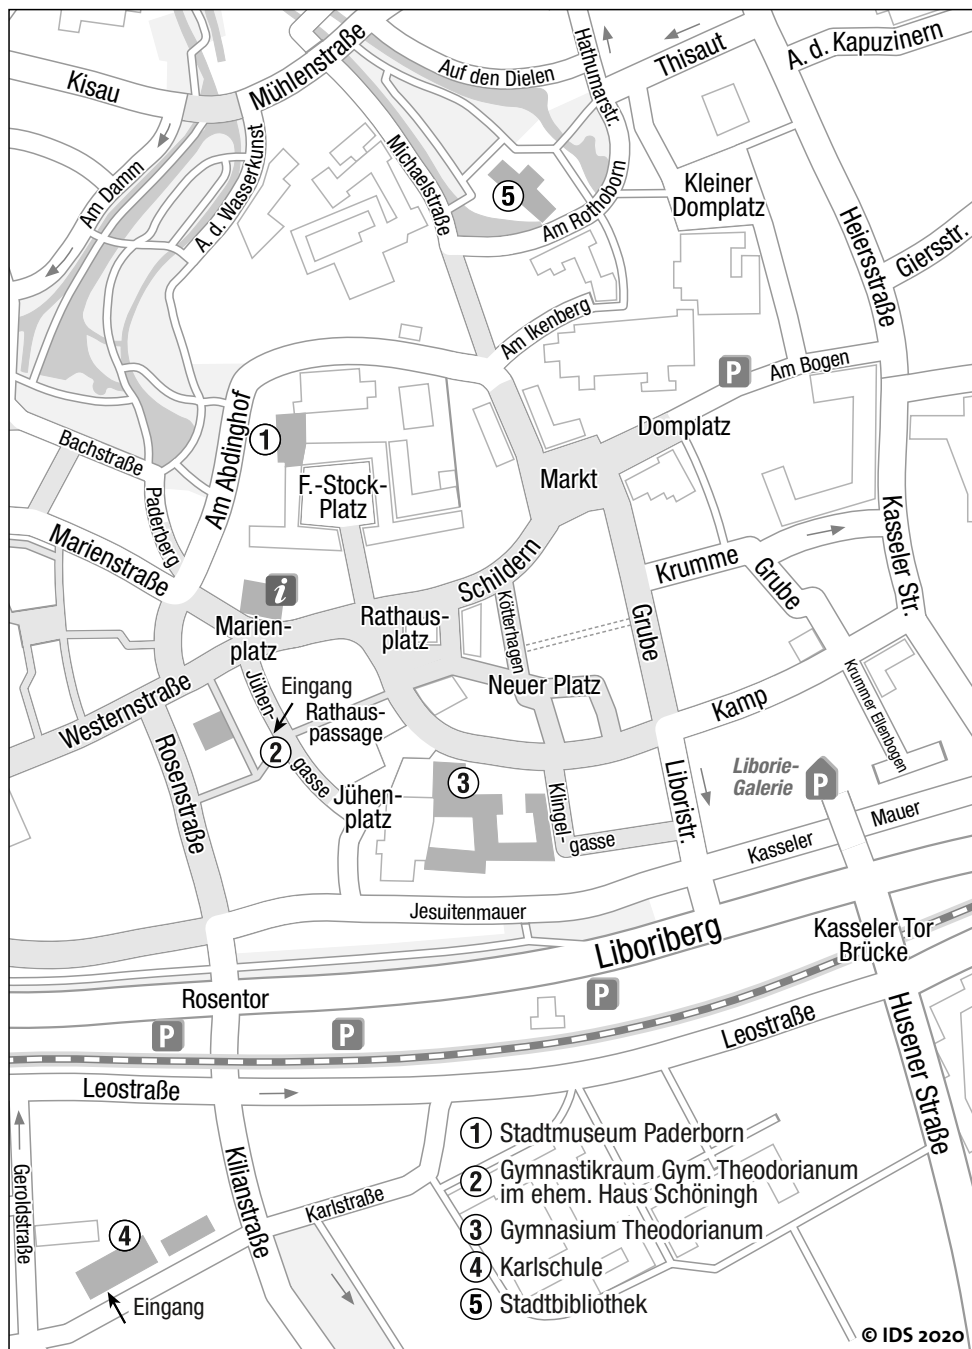 Kisau
Mühlenstraße
Auf den Dielen
Hathumarstr.
Thisaut
A. d. Kapuzinern
Am Damm
A. d. Wasserkunst
Michaelstraße
5
Am Rothoborn
Kleiner
Domplatz
Heiersstraße
Giersstr.
Am Ikenberg
P
Am Bogen
Am Abdinghof
1
Domplatz
Bachstraße
Markt
F.-Stock-
Platz
Paderberg
Marienstraße
Kasseler Str.
Schildern
Krumme
Grube
i
Kötterhagen
Grube
Marien-
platz
Rathaus-
platz
Neuer Platz
Kamp
Krummer Ellenbogen
Westernstraße
Jühen-
gasse
Eingang
Rathaus-
passage
2
Rosenstraße
Jühen-
platz
3
Klingel-
gasse
Liboristr.
Liborie-
Galerie
P
Kasseler
Mauer
Jesuitenmauer
Liboriberg
Kasseler Tor
Brücke
Rosentor
P
P
P
Leostraße
Leostraße
Husener Straße
Geroldstraße
Kilianstraße
Karlstraße
4
Eingang
1 Stadtmuseum Paderborn
2 Gymnastikraum Gym. Theodorianum
im ehem. Haus Schöningh
3 Gymnasium Theodorianum
4 Karlschule
5 Stadtbibliothek
© IDS 2020